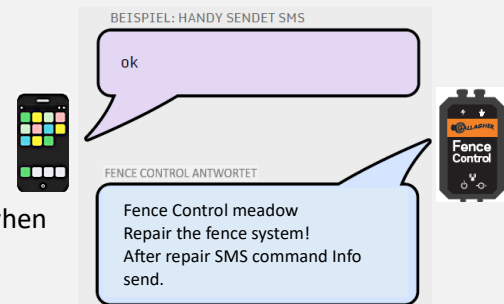 BEISPIEL: HANDY SENDET SMS
ok
GALLAGHER
Fence
Control
FENCE CONTROL ANTWORTET
hen
Fence Control meadow
Repair the fence system!
After repair SMS command Info
send.